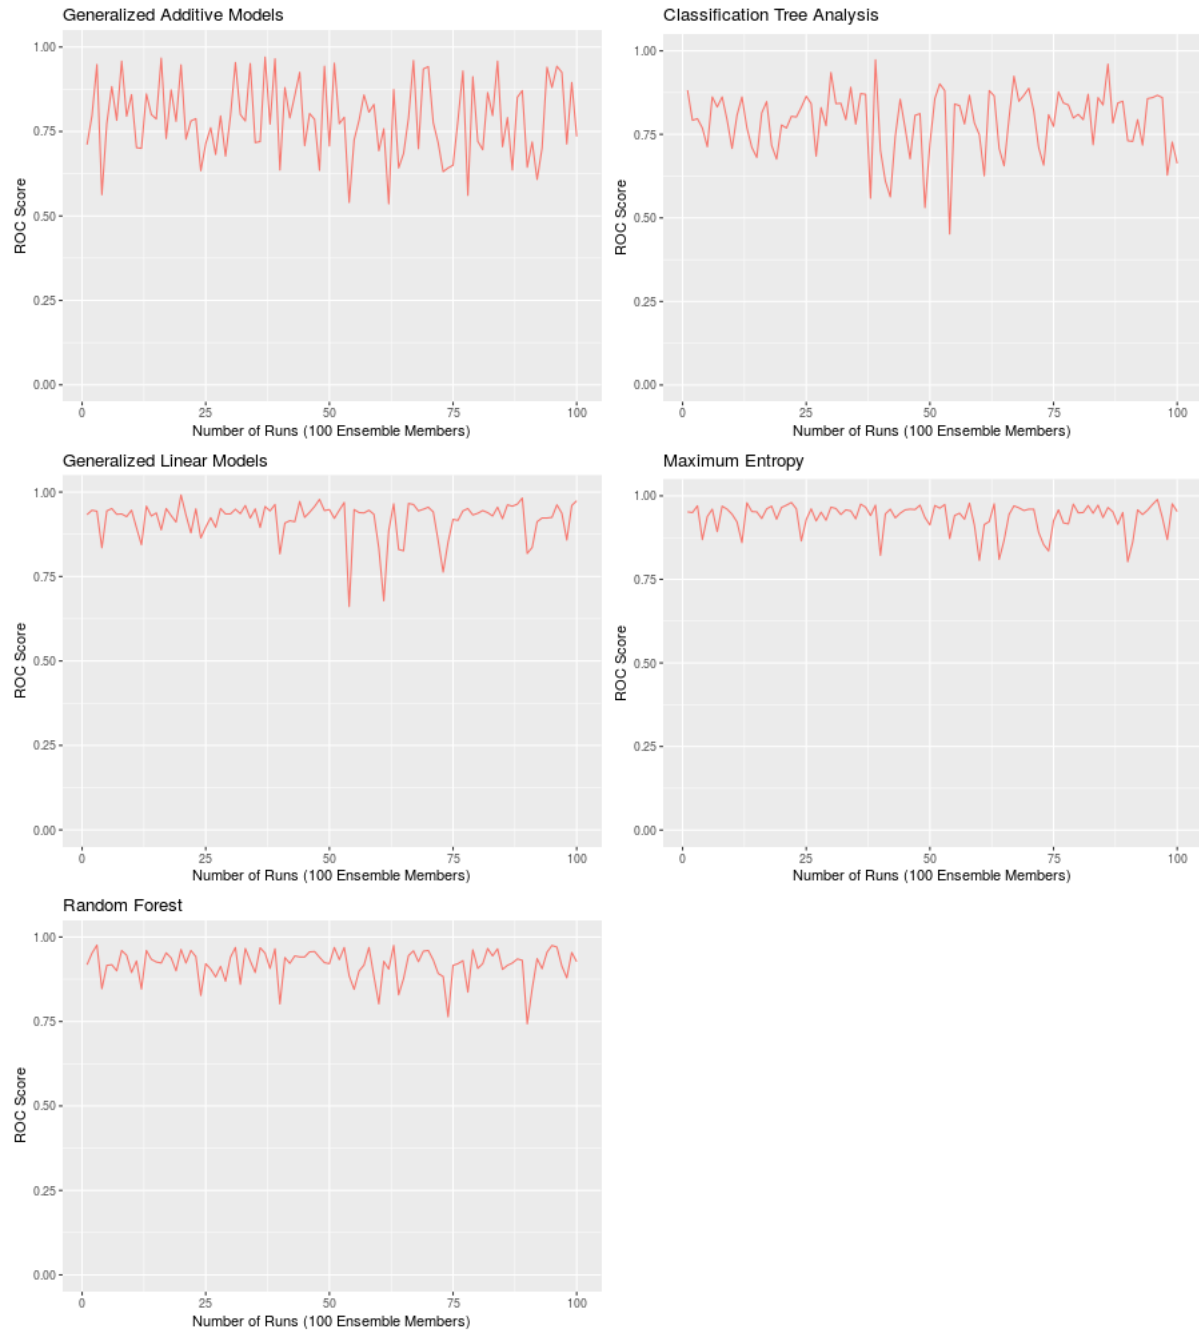 Generalized Additive Models
1.00
0.75
0.50
0.25
0.00
ROC Score
0 25 50 75 100
Number of Runs (100 Ensemble Members)
Classification Tree Analysis
1.00
0.75
0.50
0.25
0.00
ROC Score
0 25 50 75 100
Number of Runs (100 Ensemble Members)
Generalized Linear Models
1.00
0.75
0.50
0.25
0.00
ROC Score
0 25 50 75 100
Number of Runs (100 Ensemble Members)
Maximum Entropy
1.00
0.75
0.50
0.25
0.00
ROC Score
0 25 50 75 100
Number of Runs (100 Ensemble Members)
Random Forest
1.00
0.75
0.50
0.25
0.00
ROC Score
0 25 50 75 100
Number of Runs (100 Ensemble Members)